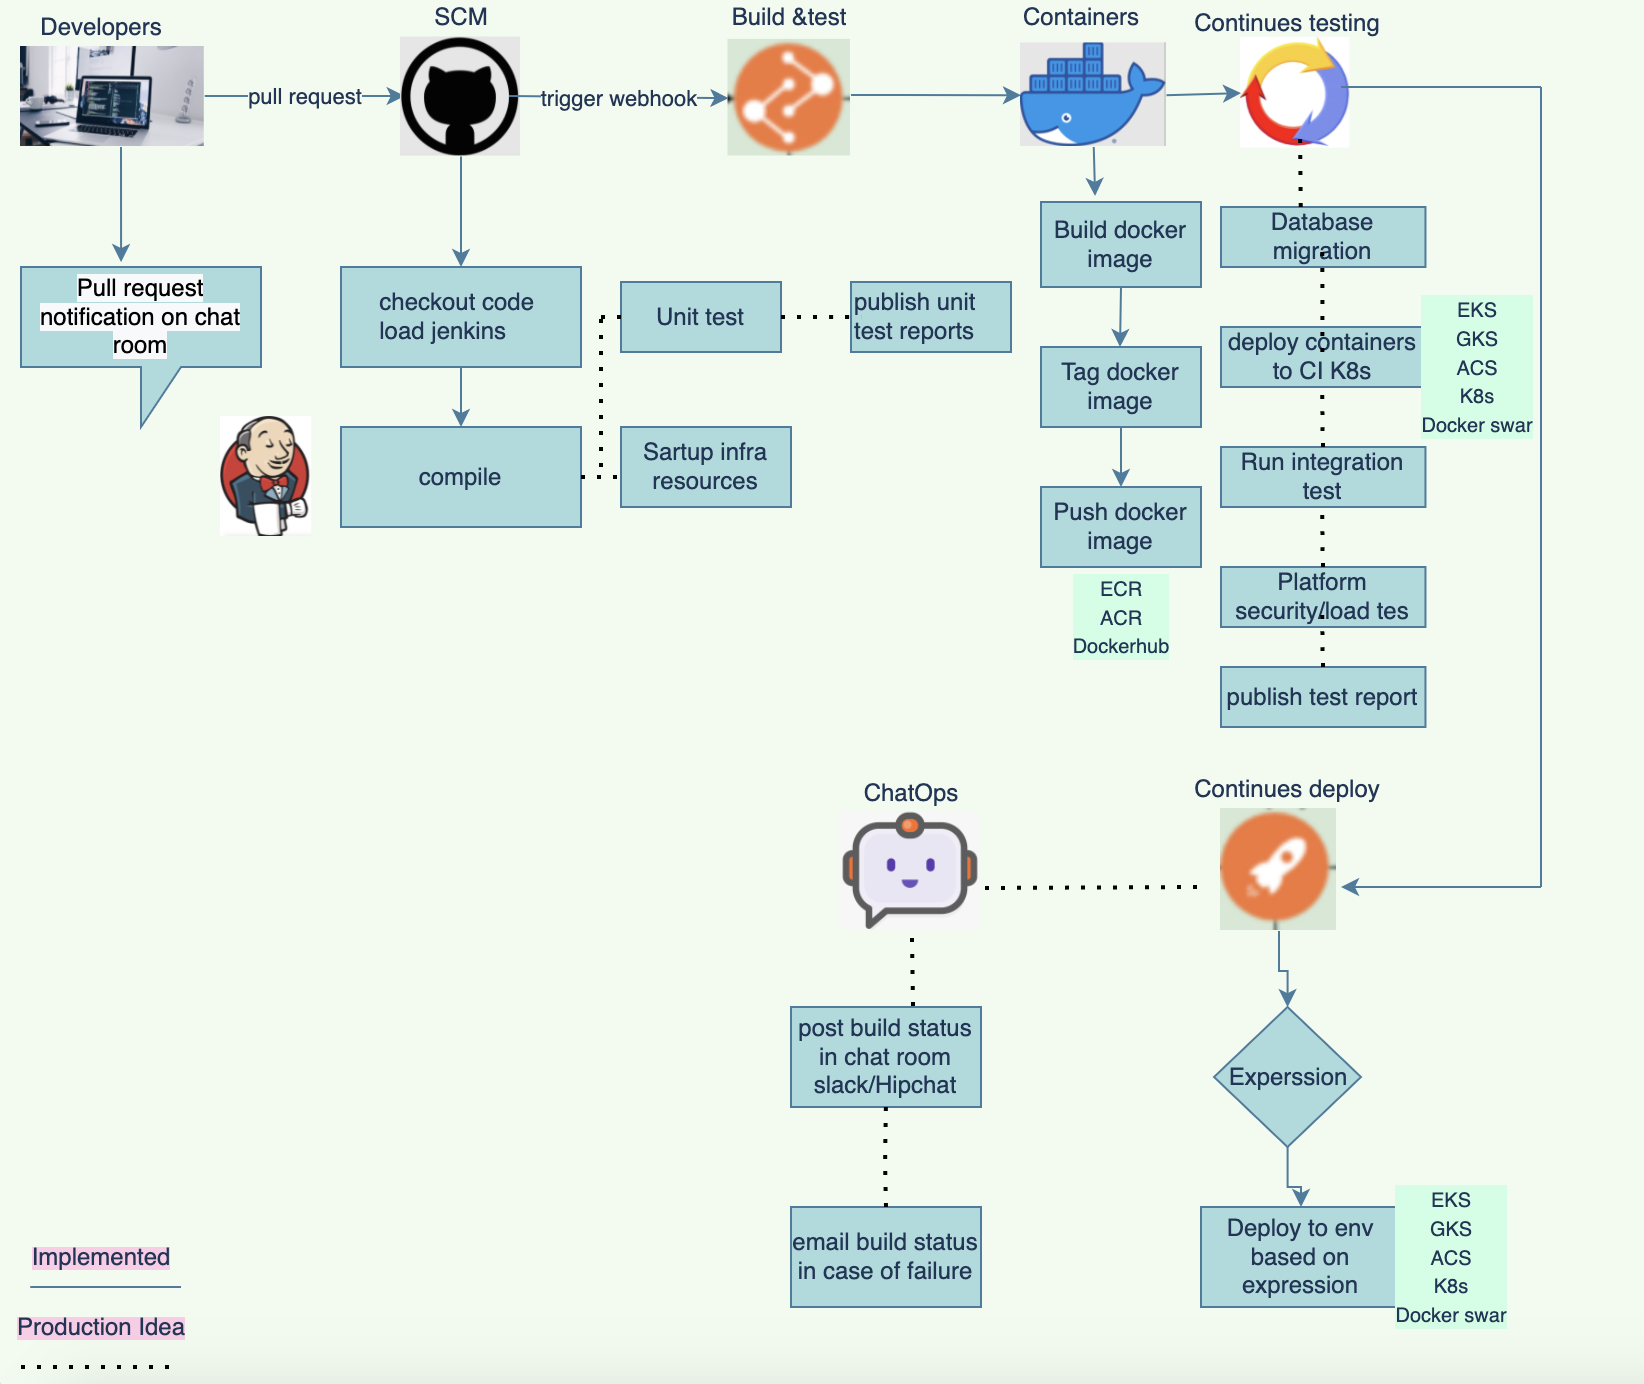 Developers
SCM
Build &test
Containers
Continues testing
pull request
trigger webhook
Pull request
notification on chat
room
checkout code
load jenkins
compile
Unit test
publish unit
test reports
Sartup infra
resources
Build docker
image
Tag docker
image
Push docker
image
ECR
ACR
Dockerhub
Database
migration
deploy containers
to CI K8s
EKS
GKS
ACS
K8s
Docker swar
Run integration
test
Platform
security/load tes
publish test report
ChatOps
Continues deploy
post build status
in chat room
slack/Hipchat
email build status
in case of failure
Experssion
Deploy to env
based on
expression
EKS
GKS
ACS
K8s
Docker swar
Implemented
Production Idea